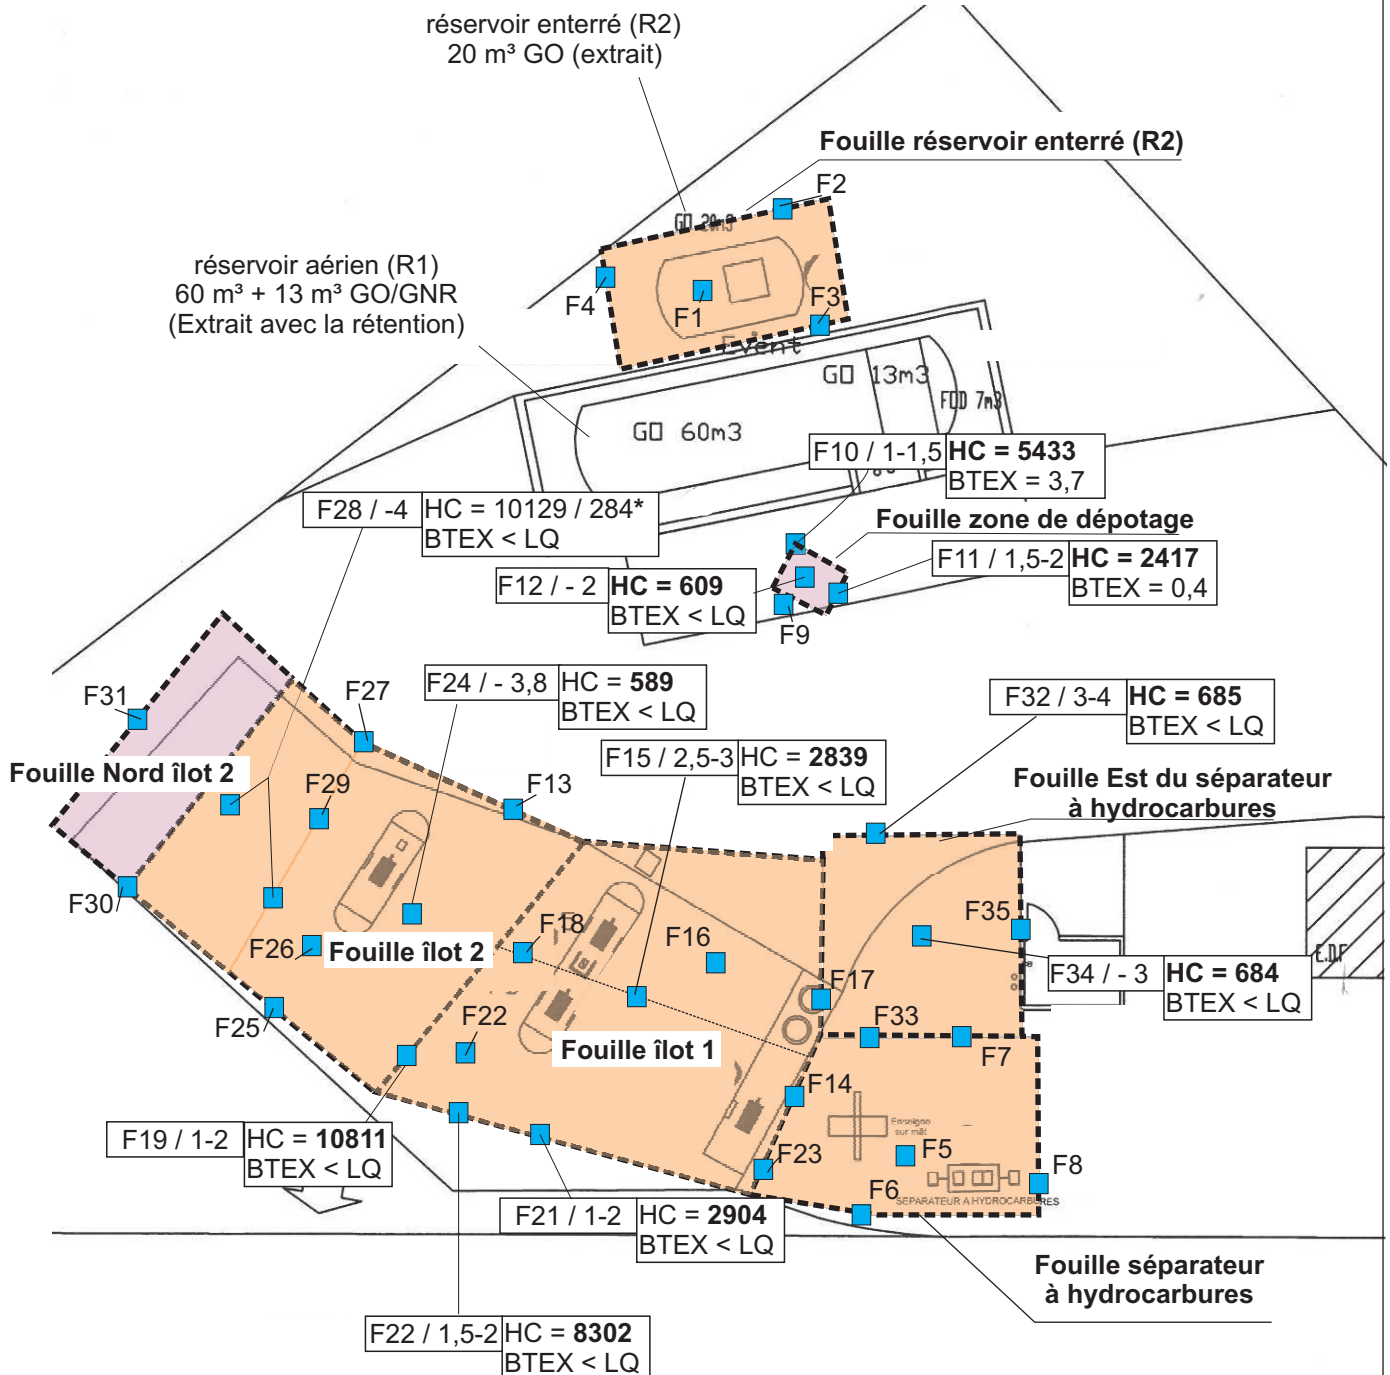 réservoir enterré (R2)
20 m³ GO (extrait)
Fouille réservoir enterré (R2)
F2
GO 20m3
réservoir aérien (R1)
60 m³ + 13 m³ GO/GNR
(Extrait avec la rétention)
F4
F1
F3
Event
GO 13m3
FOD 7m3
GO 60m3
F10 / 1-1,5 HC = 5433
BTEX = 3,7
F28 / -4 HC = 10129 / 284*
BTEX < LQ
Fouille zone de dépotage
F11 / 1,5-2 HC = 2417
BTEX = 0,4
F12 / - 2 HC = 609
BTEX < LQ
F9
F31
F27
F24 / - 3,8 HC = 589
BTEX < LQ
F32 / 3-4 HC = 685
BTEX < LQ
F15 / 2,5-3 HC = 2839
BTEX < LQ
Fouille Nord îlot 2
F29
F13
Fouille Est du séparateur
à hydrocarbures
F30
F26
Fouille îlot 2
F18
F16
F35
E.D.F
F34 / - 3 HC = 684
BTEX < LQ
F17
F25
F22
Fouille îlot 1
F33
F7
F14
F19 / 1-2 HC = 10811
BTEX < LQ
Enseigne
sur mât
F5
F23
F8
F6
SEPARATEUR A HYDROCARBURES
F21 / 1-2 HC = 2904
BTEX < LQ
Fouille séparateur
à hydrocarbures
F22 / 1,5-2 HC = 8302
BTEX < LQ